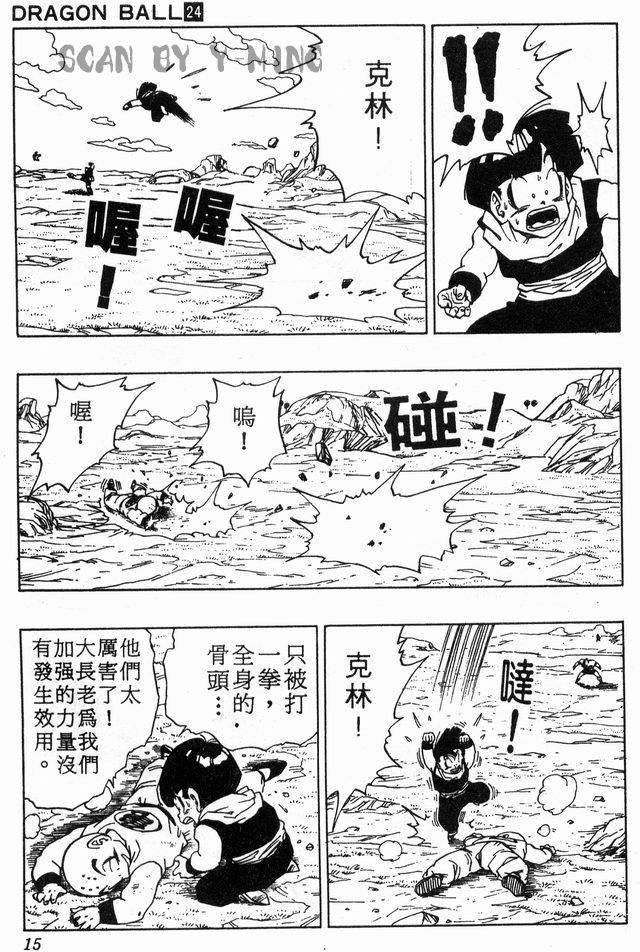 DRAGON BALL 24
SCAN BY Y MING
!!
克林！
喔
喔！
碰！
嗚！
喔！
噠！
克林！
只被打
一拳，
全身的
骨頭…
他們太
厲害了！
大長老為我們
加强的力量沒
有發生效用。
15